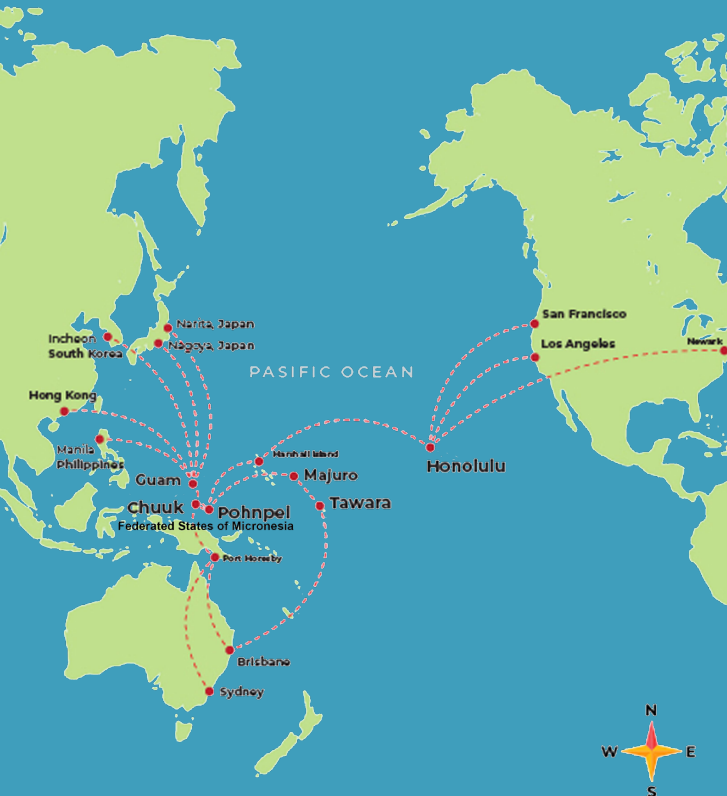 San Francisco
Narita, Japan
Incheon
South Korea
Nagoya, Japan
Los Angeles
Newark
PASIFIC OCEAN
Hong Kong
Manila
Philippines
Marshall Island
Honolulu
Guam
Majuro
Chuuk
Pohnpel
Tawara
Federated States of Micronesia
Port Moresby
Brisbane
Sydney
N
W
E
S